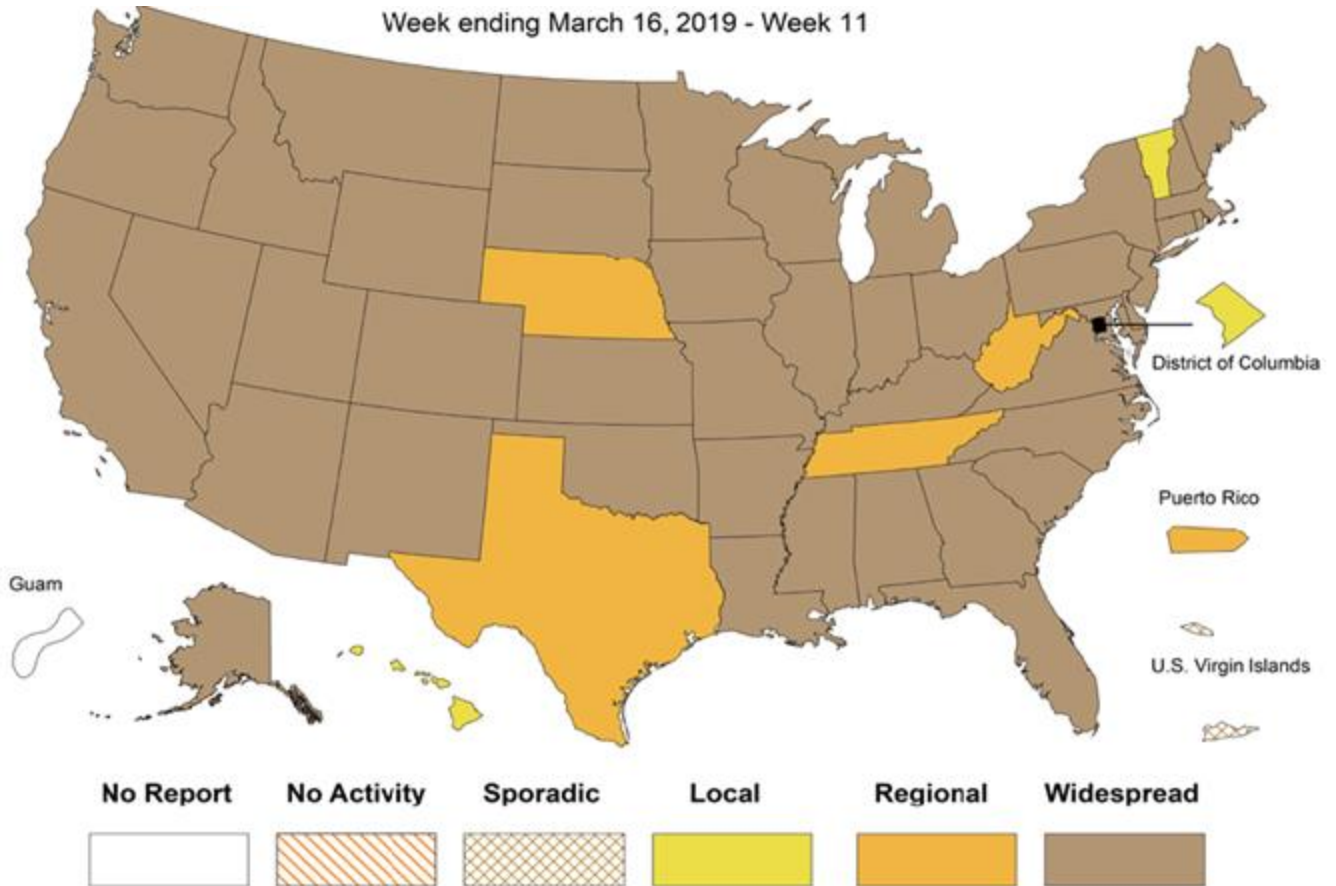 Week ending March 16, 2019 - Week 11
District of Columbia
Puerto Rico
Guam
U.S. Virgin Islands
No Report No Activity Sporadic Local Regional Widespread